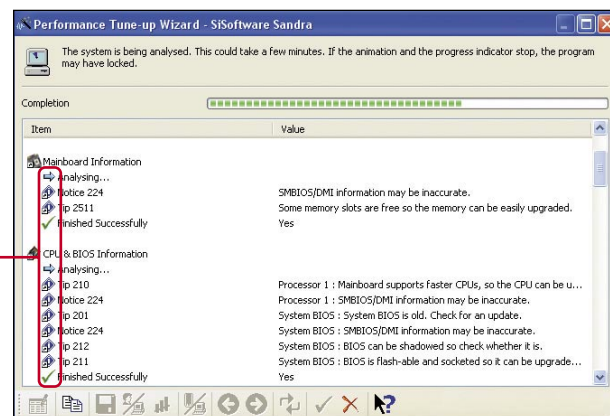 Performance Tune-up Wizard - SiSoftware Sandra
The system is being analysed. This could take a few minutes. If the animation and the progress indicator stop, the program
may have locked.
Completion
Item Value
Mainboard Information
Analysing...
Notice 224 SMBIOS/DMI information may be inaccurate.
Tip 2511 Some memory slots are free so the memory can be easily upgraded.
Finished Successfully Yes
CPU & BIOS Information
Analysing...
Tip 210 Processor 1 : Mainboard supports faster CPUs, so the CPU can be u...
Notice 224 Processor 1 : SMBIOS/DMI information may be inaccurate.
Tip 201 System BIOS : System BIOS is old. Check for an update.
Notice 224 System BIOS : SMBIOS/DMI information may be inaccurate.
Tip 212 System BIOS : BIOS can be shadowed so check whether it is.
Tip 211 System BIOS : BIOS is flash-able and socketed so it can be upgrade...
Finished Successfully Yes